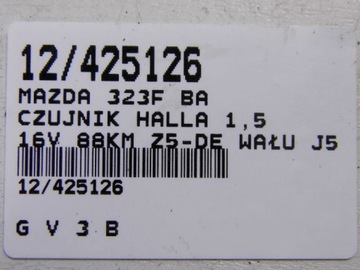 12/425126
MAZDA 323F BA
CZUJNIK HALLA 1,5
16V 88KM Z5-DE WAŁU J5
12/425126
G V 3 B